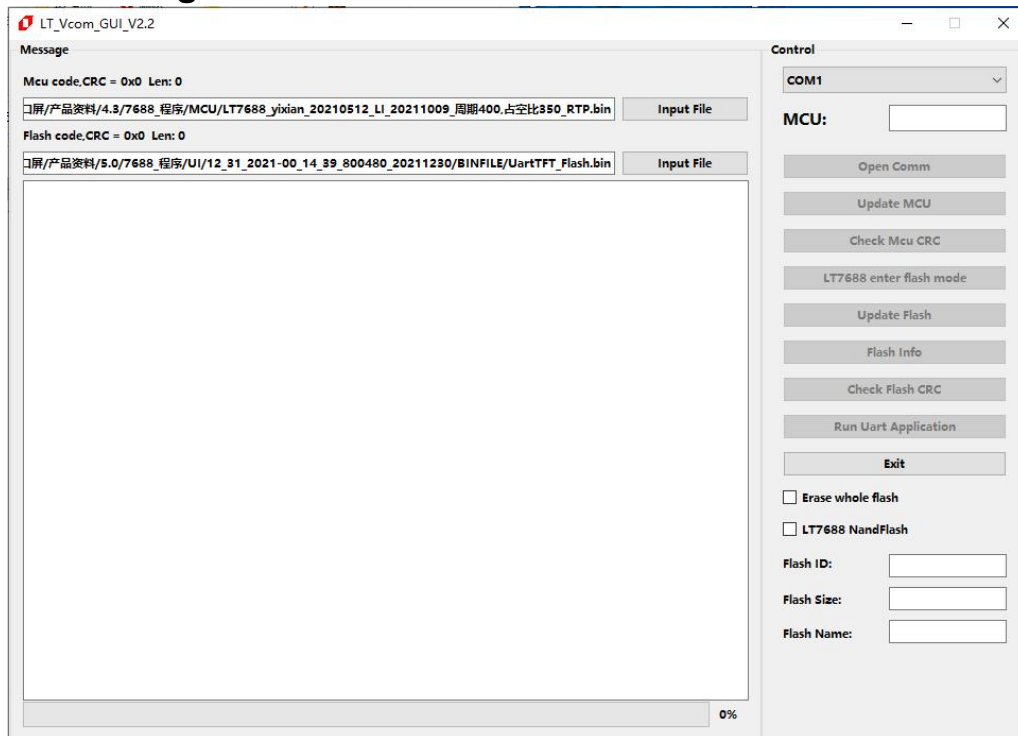 LT_Vcom_GUI_V2.2
Message
Mcu code,CRC = 0x0 Len: 0
屏/产品资料/4.3/7688_程序/MCU/LT7688_yixian_20210512_LI_20211009_周期400,占空比350_RTP.bin
Input File
Flash code,CRC = 0x0 Len: 0
屏/产品资料/5.0/7688_程序/UI/12_31_2021-00_14_39_800480_20211230/BINFILE/UartTFT_Flash.bin
Input File
0%
Control
COM1
MCU:
Open Comm
Update MCU
Check Mcu CRC
LT7688 enter flash mode
Update Flash
Flash Info
Check Flash CRC
Run Uart Application
Exit
Erase whole flash
LT7688 NandFlash
Flash ID:
Flash Size:
Flash Name: